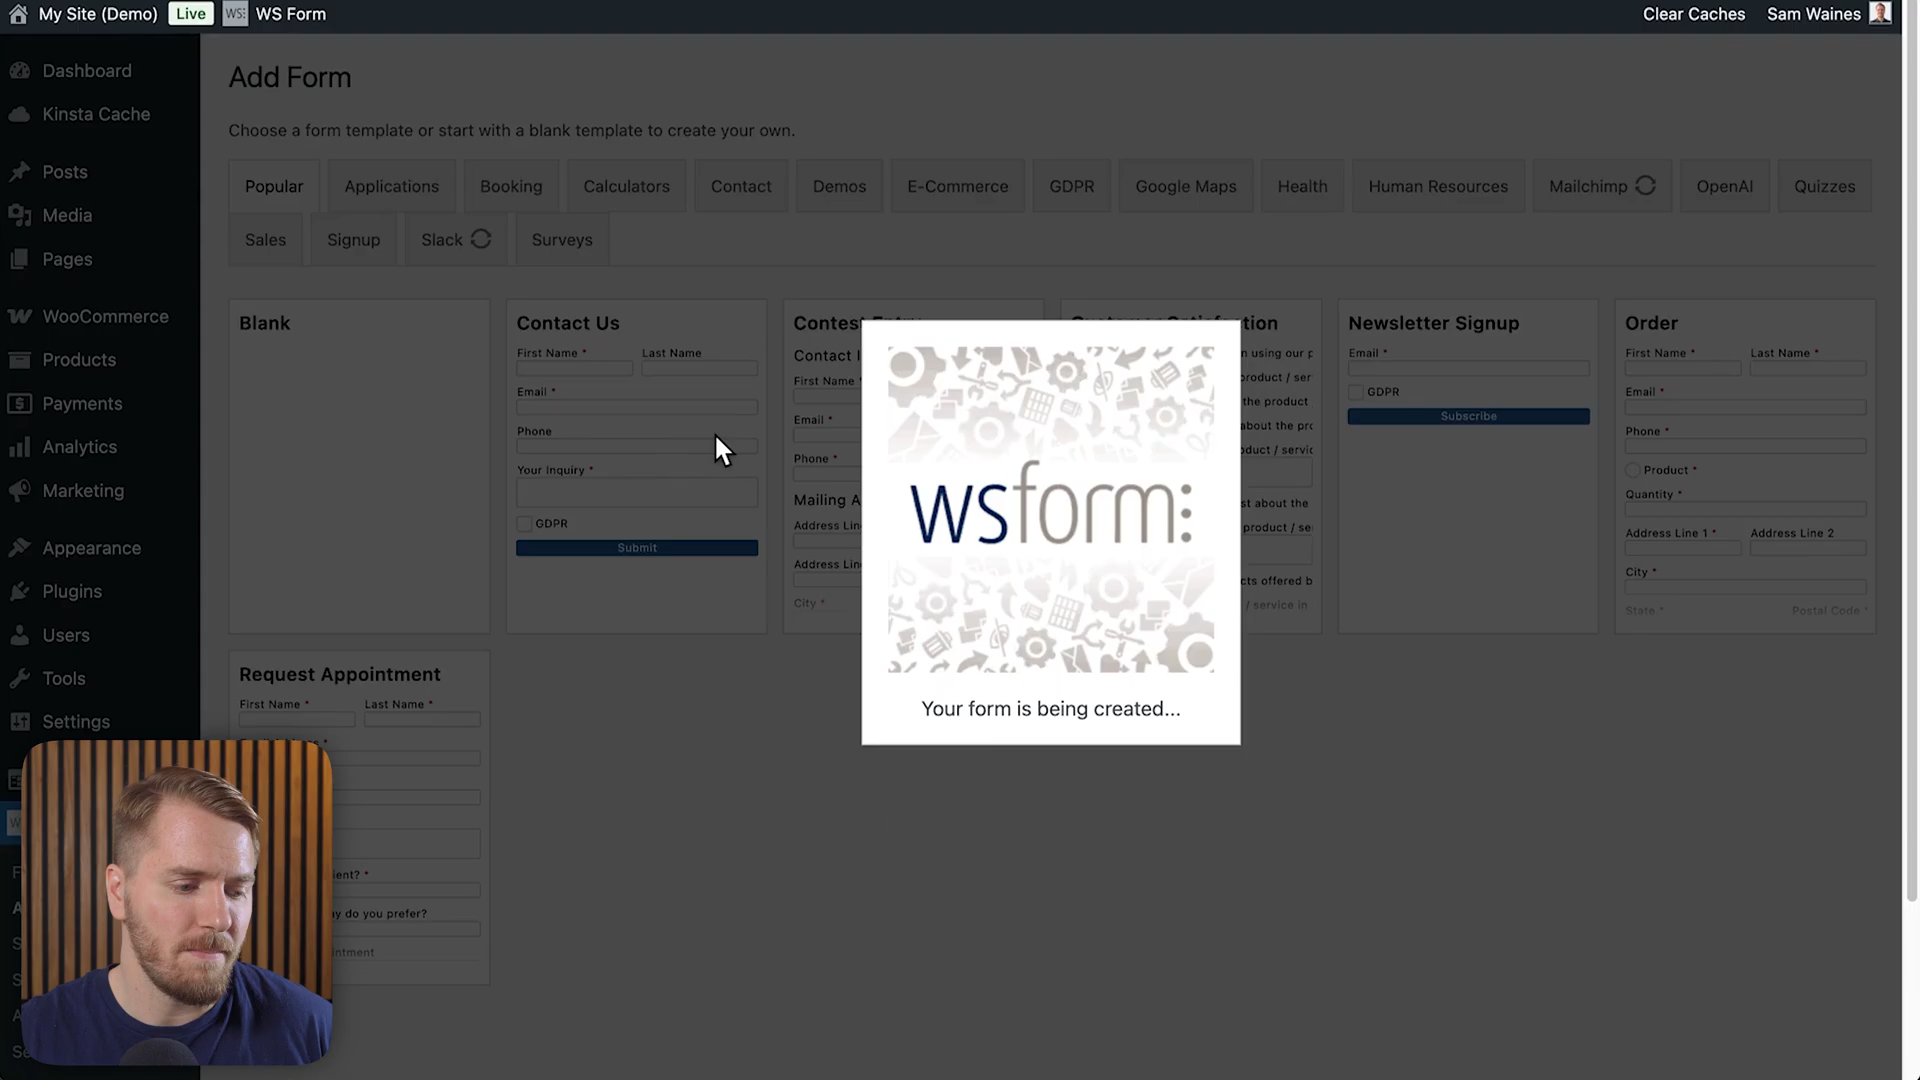 My Site (Demo) Live WS: WS Form Clear Caches Sam Waines
Dashboard
Kinsta Cache
Posts
Media
Pages
WooCommerce
Products
Payments
Analytics
Marketing
Appearance
Plugins
Users
Tools
Settings
Add Form
Choose a form template or start with a blank template to create your own.
Popular Applications Booking Calculators Contact Demos E-Commerce GDPR Google Maps Health Human Resources Mailchimp OpenAI Quizzes
Sales Signup Slack Surveys
Blank
Contact Us
First Name * Last Name
Email *
Phone
Your Inquiry *
GDPR
Submit
Contest
Contact
First Name *
Email *
Phone *
Mailing A
Address Lin
Address Lin
City *
tion
n using our p
product / ser
the product
about the pro
duct / servic
st about the
product / se
cts offered b
/ service in
Newsletter Signup
Email *
GDPR
Subscribe
Order
First Name * Last Name *
Email *
Phone *
Product *
Quantity *
Address Line 1 * Address Line 2
City *
State * Postal Code *
Request Appointment
First Name * Last Name *
ient? *
y do you prefer?
ntment
wsform:
Your form is being created...